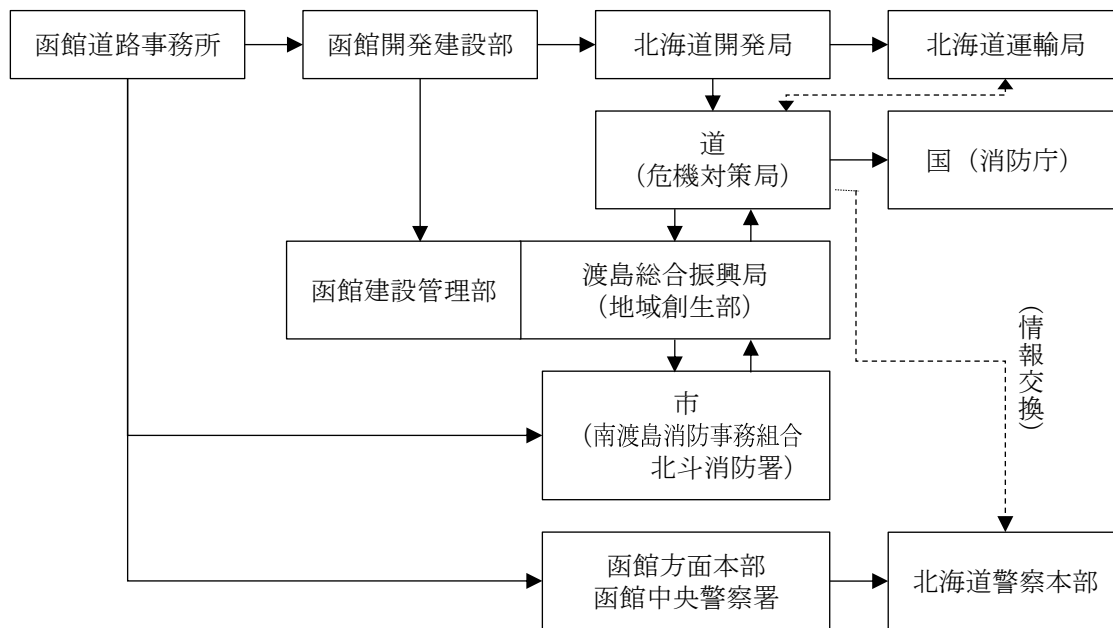 函館道路事務所
函館開発建設部
北海道開発局
北海道運輸局
道
(危機対策局)
国(消防庁)
函館建設管理部
渡島総合振興局
(地域創生部)
(情報交換)
市
(南渡島消防事務組合
北斗消防署)
函館方面本部
函館中央警察署
北海道警察本部